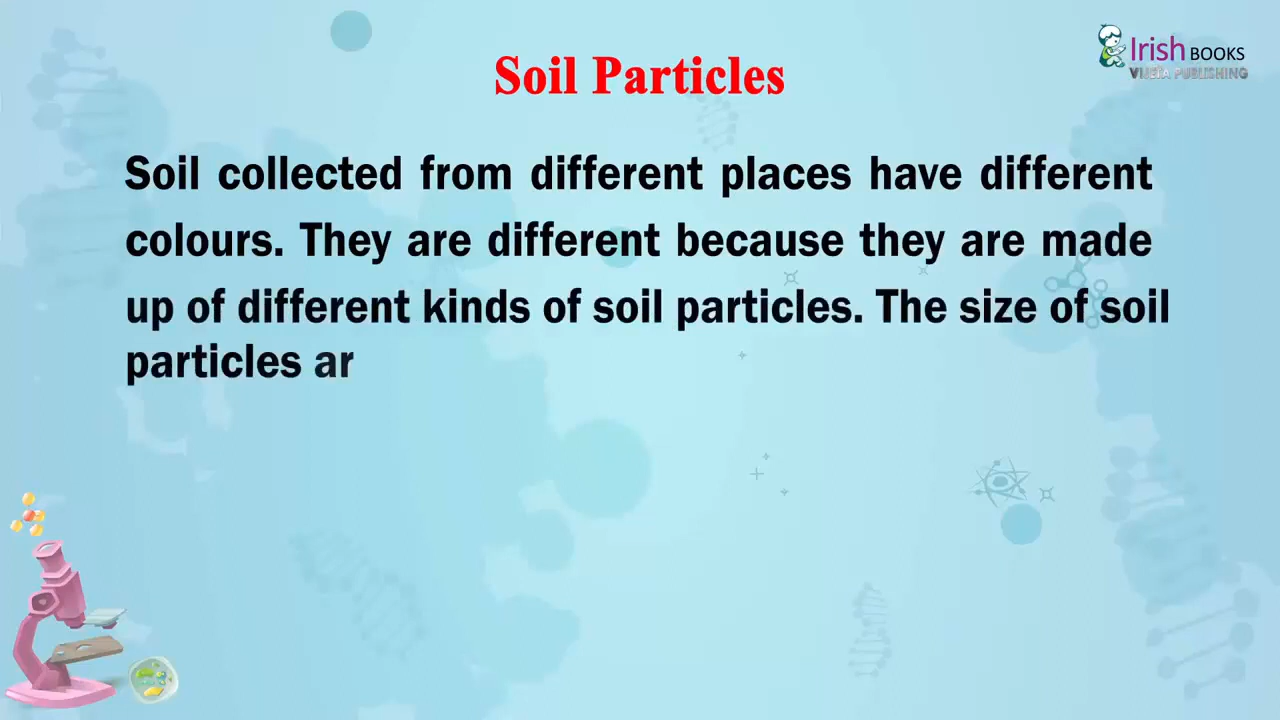 Irish BOOKS
VIJETA PUBLISHING
Soil Particles
Soil collected from different places have different
colours. They are different because they are made
up of different kinds of soil particles. The size of soil
particles ar